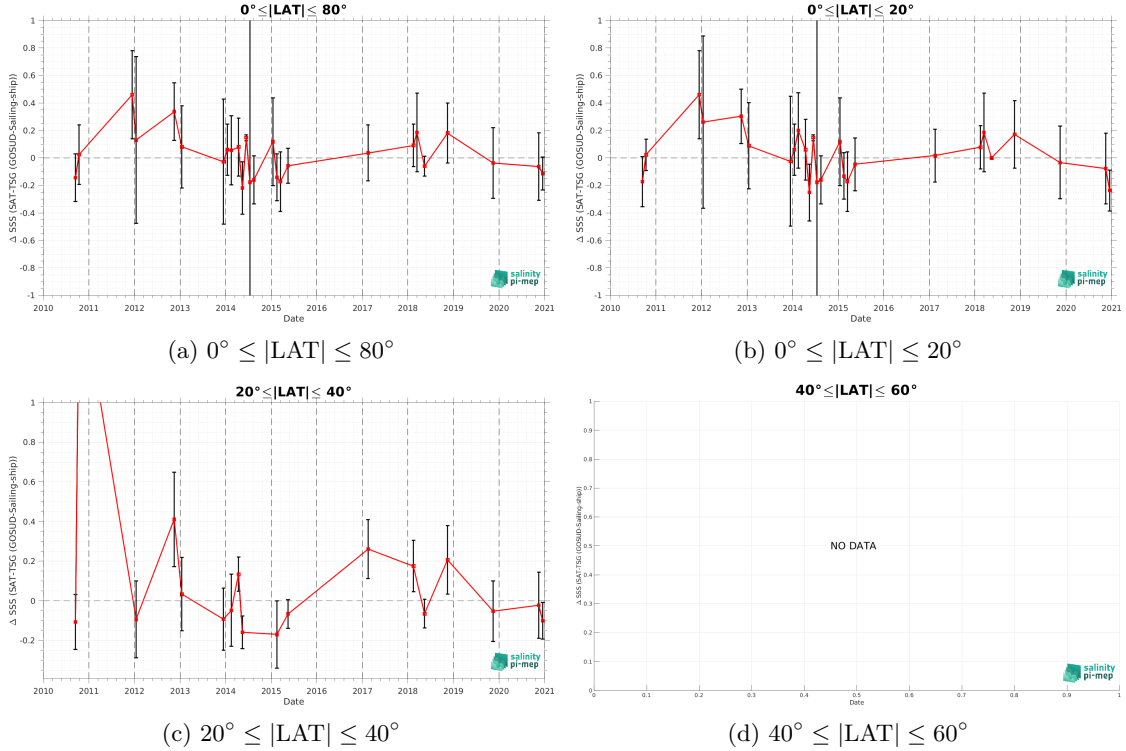 0°≤|LAT|≤ 80°
Δ SSS (SAT-TSG (GOSUD-Sailing-ship))
1
0.8
0.6
0.4
0.2
0
-0.2
-0.4
-0.6
-0.8
-1
2010 2011 2012 2013 2014 2015 2016 2017 2018 2019 2020 2021
Date
salinity
pi-mep
(a) 0° ≤ |LAT| ≤ 80°
0°≤|LAT|≤ 20°
Δ SSS (SAT-TSG (GOSUD-Sailing-ship))
1
0.8
0.6
0.4
0.2
0
-0.2
-0.4
-0.6
-0.8
-1
2010 2011 2012 2013 2014 2015 2016 2017 2018 2019 2020 2021
Date
salinity
pi-mep
(b) 0° ≤ |LAT| ≤ 20°
20°≤|LAT|≤ 40°
Δ SSS (SAT-TSG (GOSUD-Sailing-ship))
1
0.8
0.6
0.4
0.2
0
-0.2
2010 2011 2012 2013 2014 2015 2016 2017 2018 2019 2020 2021
Date
salinity
pi-mep
(c) 20° ≤ |LAT| ≤ 40°
40°≤|LAT|≤ 60°
Δ SSS (SAT-TSG (GOSUD-Sailing-ship))
1
0.9
0.8
0.7
0.6
0.5
0.4
0.3
0.2
0.1
0
NO DATA
0 0.1 0.2 0.3 0.4 0.5 0.6 0.7 0.8 0.9 1
Date
salinity
pi-mep
(d) 40° ≤ |LAT| ≤ 60°